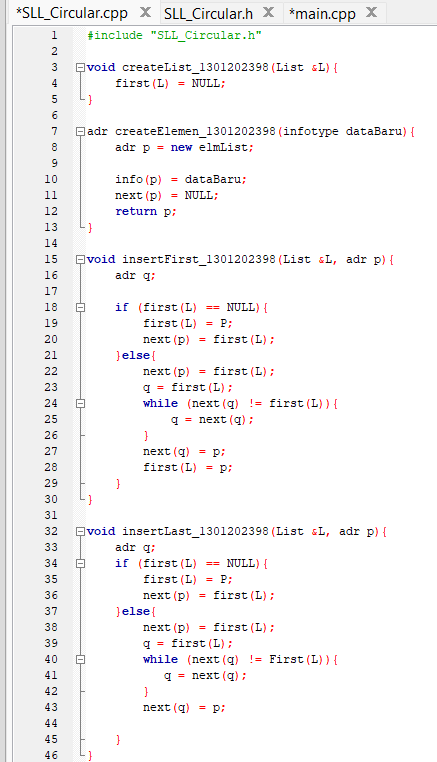 *SLL_Circular.cpp X SLL_Circular.h X *main.cpp X
1 #include "SLL_Circular.h"
2
3 void createList_1301202398(List &L){
4 first(L) = NULL;
5 }
6
7 adr createElemen_1301202398(infotype dataBaru){
8 adr p = new elmList;
9
10 info(p) = dataBaru;
11 next(p) = NULL;
12 return p;
13 }
14
15 void insertFirst_1301202398(List &L, adr p){
16 adr q;
17
18 if (first(L) == NULL){
19 first(L) = P;
20 next(p) = first(L);
21 }else{
22 next(p) = first(L);
23 q = first(L);
24 while (next(q) != first(L)){
25 q = next(q);
26 }
27 next(q) = p;
28 first(L) = p;
29 }
30 }
31
32 void insertLast_1301202398(List &L, adr p){
33 adr q;
34 if (first(L) == NULL){
35 first(L) = P;
36 next(p) = first(L);
37 }else{
38 next(p) = first(L);
39 q = first(L);
40 while (next(q) != First(L)){
41 q = next(q);
42 }
43 next(q) = p;
44
45 }
46 }